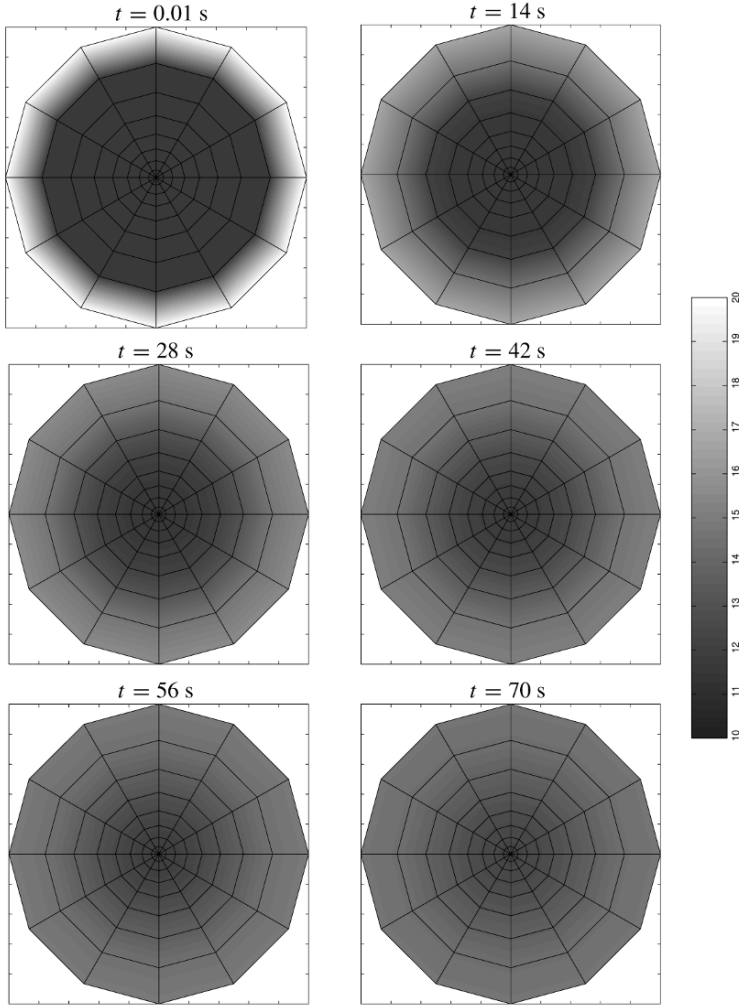 t = 0.01 s
t = 14 s
t = 28 s
t = 42 s
t = 56 s
t = 70 s
20
19
18
17
16
15
14
13
12
11
10